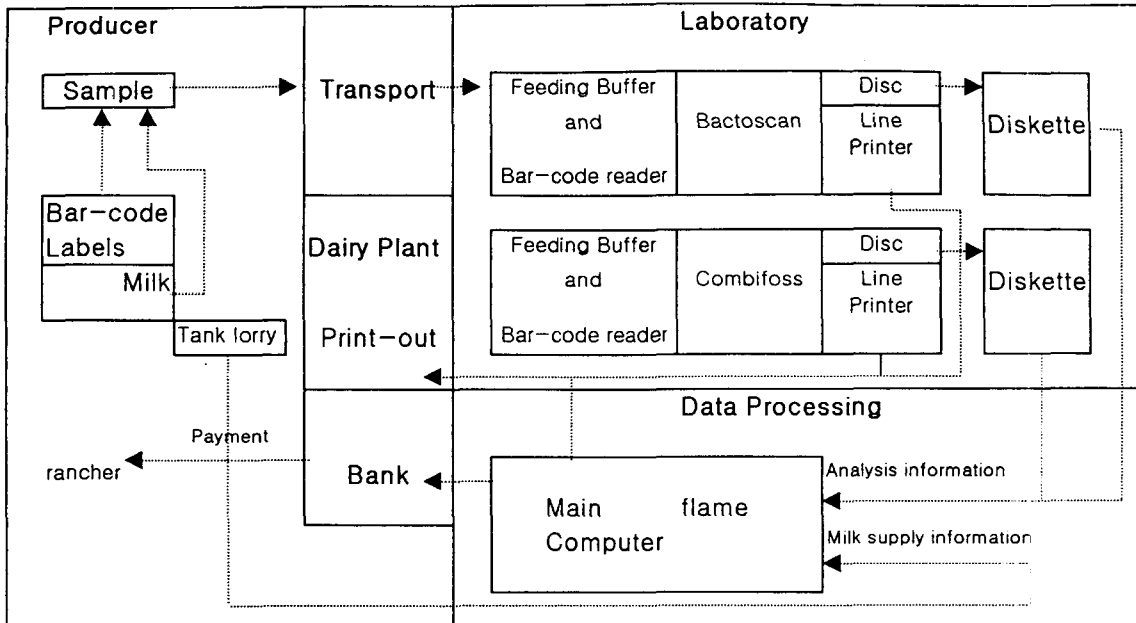 Producer
Laboratory
Sample
Transport
Feeding Buffer
and
Bar-code reader
Bactoscan
Disc
Line
Printer
Diskette
Bar-code
Labels
Milk
Tank lorry
Dairy Plant
Print-out
Feeding Buffer
and
Bar-code reader
Combifoss
Disc
Line
Printer
Diskette
Data Processing
Payment
rancher
Bank
Main flame
Computer
Analysis information
Milk supply information